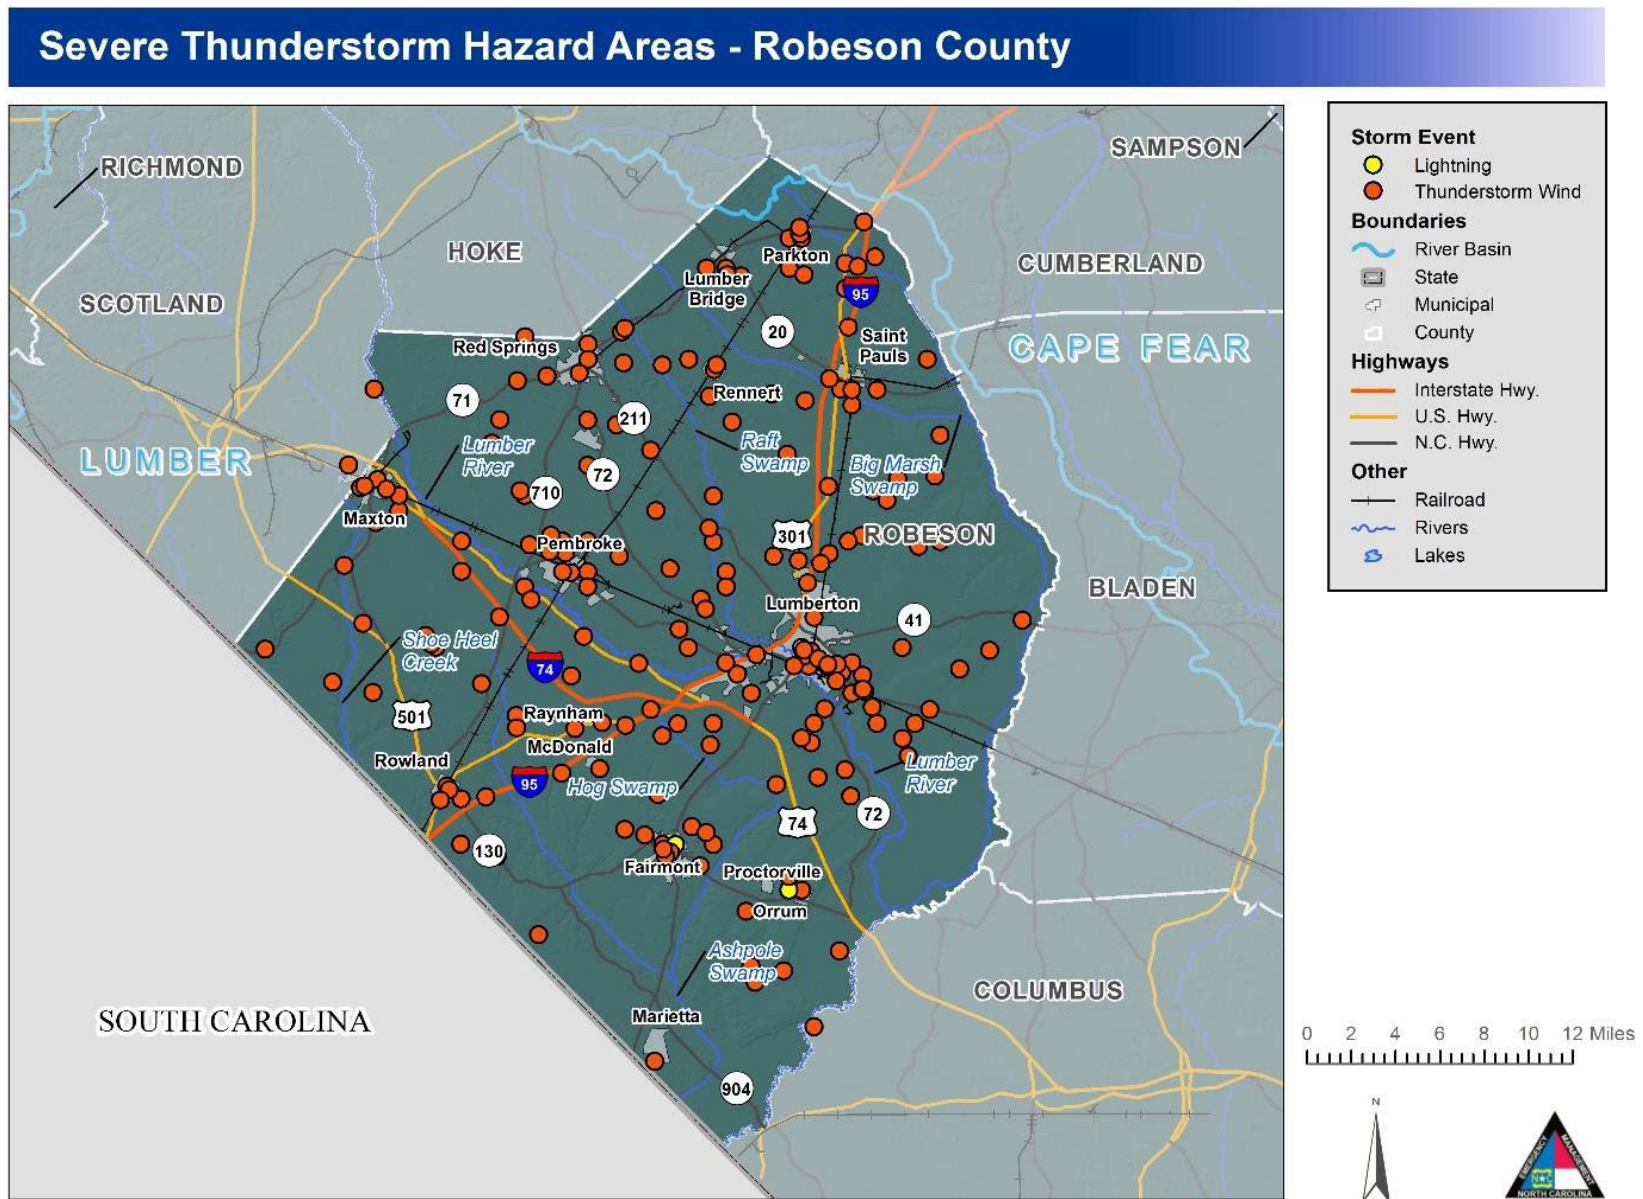 Severe Thunderstorm Hazard Areas - Robeson County
RICHMOND
SAMPSON
HOKE
SCOTLAND
CUMBERLAND
Parkton
Lumber
Bridge
95
20
Saint
Pauls
CAPE FEAR
Red Springs
Rennert
71
211
LUMBER
Lumber
River
Raft
Swamp
Big Marsh
Swamp
72
710
Maxton
301
ROBESON
Pembroke
BLADEN
Lumberton
41
Shoe Heel
Creek
74
501
Raynham
McDonald
Rowland
95
Hog Swamp
Lumber
River
74
72
130
Fairmont
Proctorville
Orrum
Ashpole
Swamp
COLUMBUS
SOUTH CAROLINA
Marietta
904
Storm Event
Lightning
Thunderstorm Wind
Boundaries
River Basin
State
Municipal
County
Highways
Interstate Hwy.
U.S. Hwy.
N.C. Hwy.
Other
Railroad
Rivers
Lakes
0 2 4 6 8 10 12 Miles
N
EMERGENCY
MANAGEMENT
NC
NORTH CAROLINA